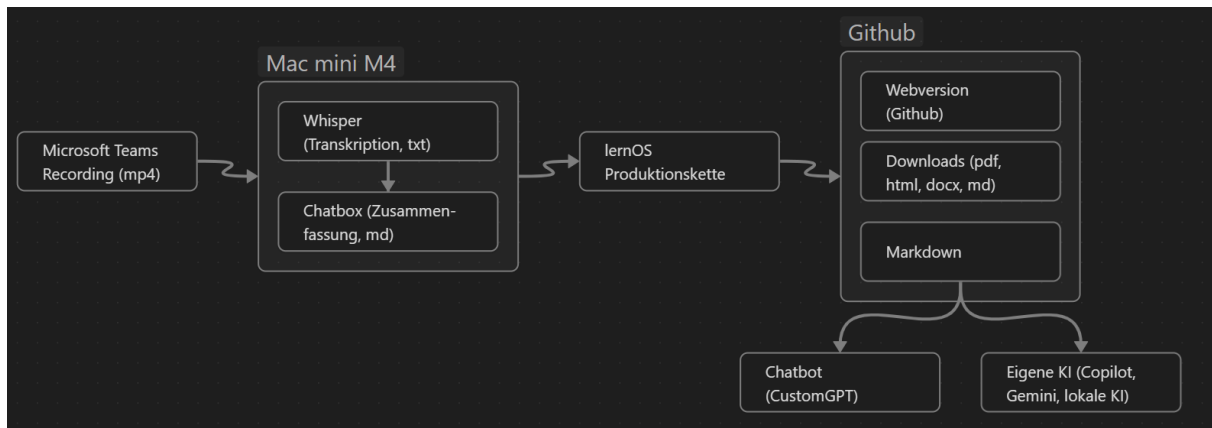 Microsoft Teams
Recording (mp4)
Mac mini M4
Whisper
(Transkription, txt)
Chatbox (Zusammen-
fassung, md)
lernOS
Produktionskette
Github
Webversion
(Github)
Downloads (pdf,
html, docx, md)
Markdown
Chatbot
(CustomGPT)
Eigene KI (Copilot,
Gemini, lokale KI)